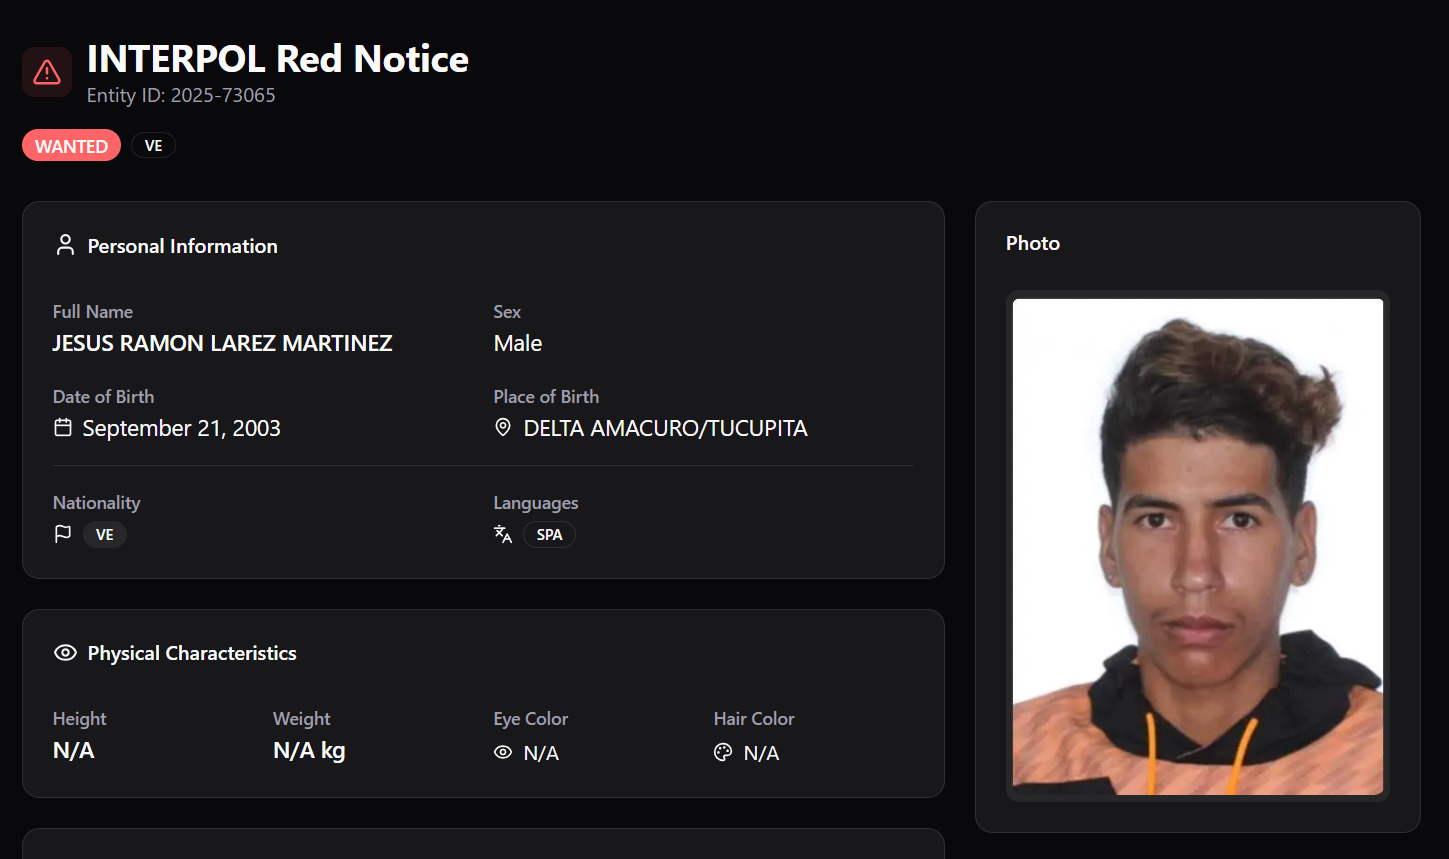 INTERPOL Red Notice
Entity ID: 2025-73065
WANTED VE
Personal Information
Full Name
JESUS RAMON LAREZ MARTINEZ
Sex
Male
Date of Birth
September 21, 2003
Place of Birth
DELTA AMACURO/TUCUPITA
Nationality
VE
Languages
SPA
Physical Characteristics
Height
N/A
Weight
N/A kg
Eye Color
N/A
Hair Color
N/A
Photo